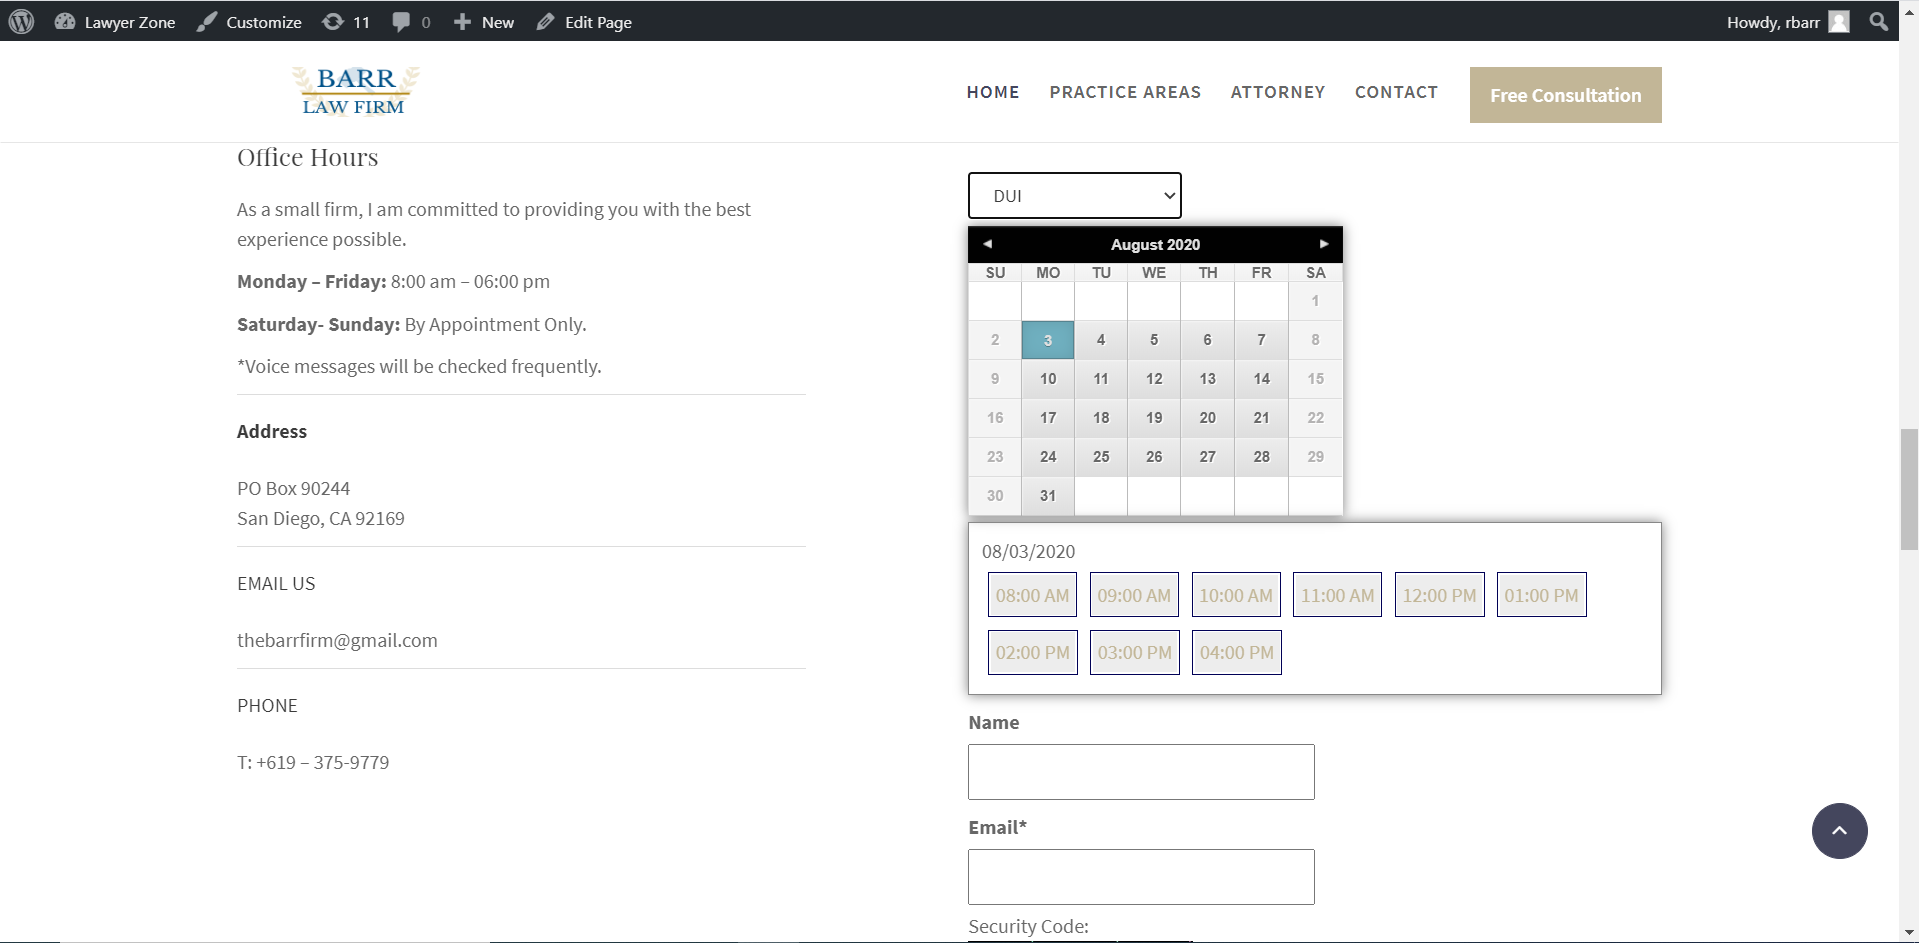 Lawyer Zone Customize 11 0 New Edit Page Howdy, rbarr
BARR
LAW FIRM
HOME PRACTICE AREAS ATTORNEY CONTACT Free Consultation
Office Hours
As a small firm, I am committed to providing you with the best
experience possible.
Monday – Friday: 8:00 am – 06:00 pm
Saturday- Sunday: By Appointment Only.
*Voice messages will be checked frequently.
Address
PO Box 90244
San Diego, CA 92169
EMAIL US
thebarrfirm@gmail.com
PHONE
T: +619 – 375-9779
DUI
August 2020
SU MO TU WE TH FR SA
1
2 3 4 5 6 7 8
9 10 11 12 13 14 15
16 17 18 19 20 21 22
23 24 25 26 27 28 29
30 31
08/03/2020
08:00 AM 09:00 AM 10:00 AM 11:00 AM 12:00 PM 01:00 PM
02:00 PM 03:00 PM 04:00 PM
Name
Email*
Security Code: